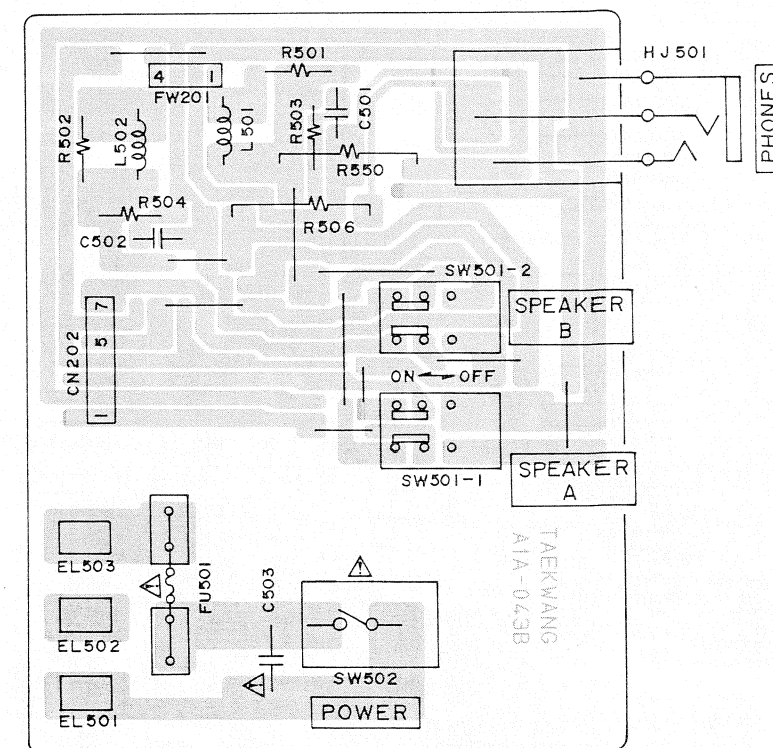 R501
HJ501
PHONES
4 1
FW201
R502
L502
L501
R503
C501
R550
R504
C502
R506
SW501-2
SPEAKER
B
CN202
7
5
1
ON OFF
SW501-1
SPEAKER
A
TAEKWANG
A1A-043B
EL503
FU501
C503
EL502
SW502
EL501
POWER